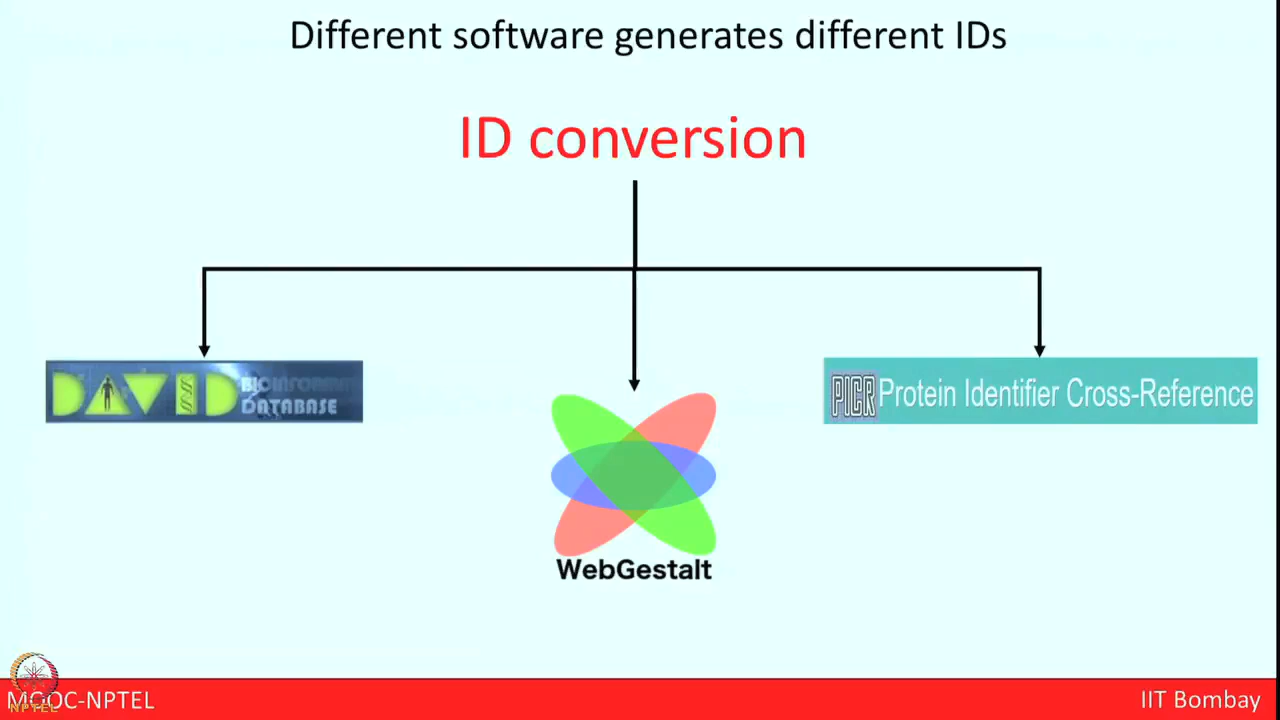 Different software generates different IDs
ID conversion
DAVID
DATABASE
PICR Protein Identifier Cross-Reference
WebGestalt
MOOC-NPTEL
NPTEL
IIT Bombay